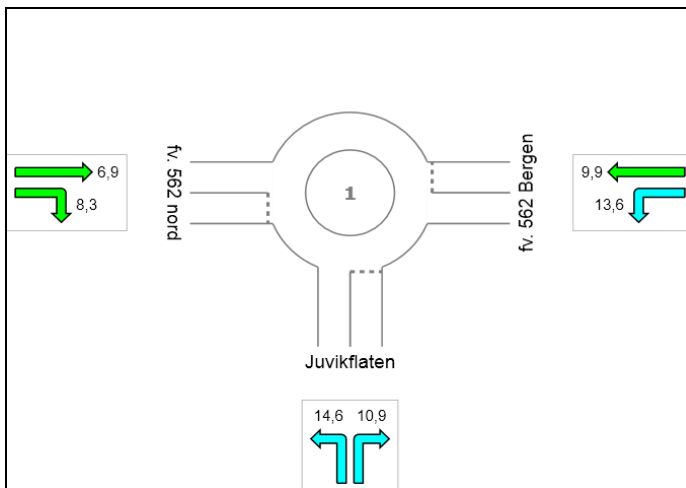 fv. 562 nord
6,9
8,3
1
fv. 562 Bergen
9,9
13,6
Juvikflaten
14,6 10,9